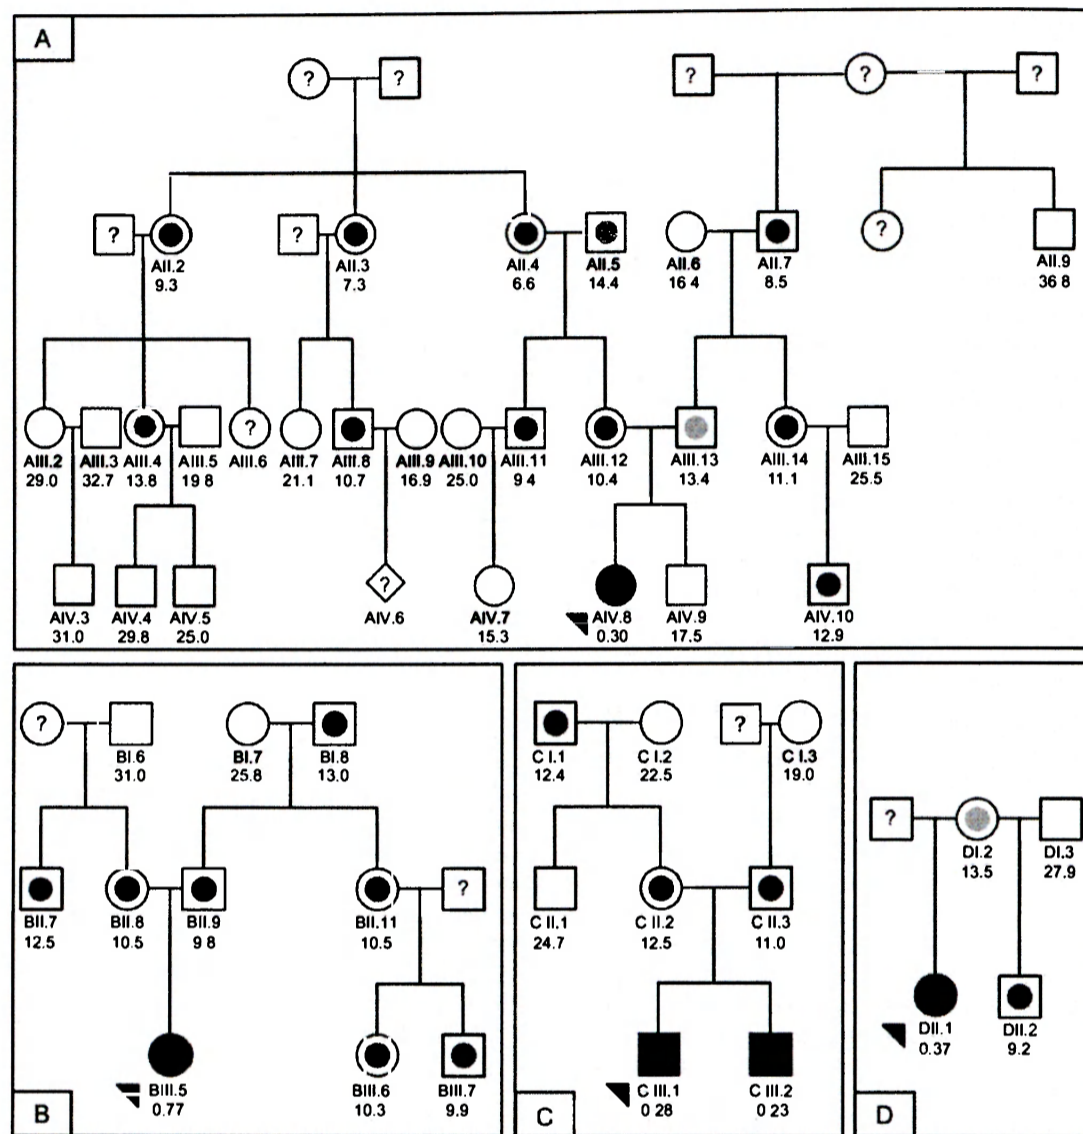 A
? ?
? ? ?
? ? ?
AII.2 AII.3 AII.4 AII.5 AII.6 AII.7 AII.9
9.3 7.3 6.6 14.4 16 4 8.5 36 8
?
AIII.2 AIII.3 AIII.4 AIII.5 AIII.6 AIII.7 AIII.8 AIII.9 AIII.10 AIII.11 AIII.12 AIII.13 AIII.14 AIII.15
29.0 32.7 13.8 19 8 21.1 10.7 16.9 25.0 9 4 10.4 13.4 11.1 25.5
?
AIV.3 AIV.4 AIV.5 AIV.6 AIV.7 AIV.8 AIV.9 AIV.10
31.0 29.8 25.0 15.3 0.30 17.5 12.9
?
BI.6 BI.7 BI.8
31.0 25.8 13.0
?
BII.7 BII.8 BII.9 BII.11
12.5 10.5 9 8 10.5
BIII.5 BIII.6 BIII.7
0.77 10.3 9.9
B
?
C I.1 C I.2 C I.3
12.4 22.5 19.0
C II.1 C II.2 C II.3
24.7 12.5 11.0
C III.1 C III.2
0 28 0 23
C
?
DI.2 DI.3
13.5 27.9
DII.1 DII.2
0.37 9.2
D